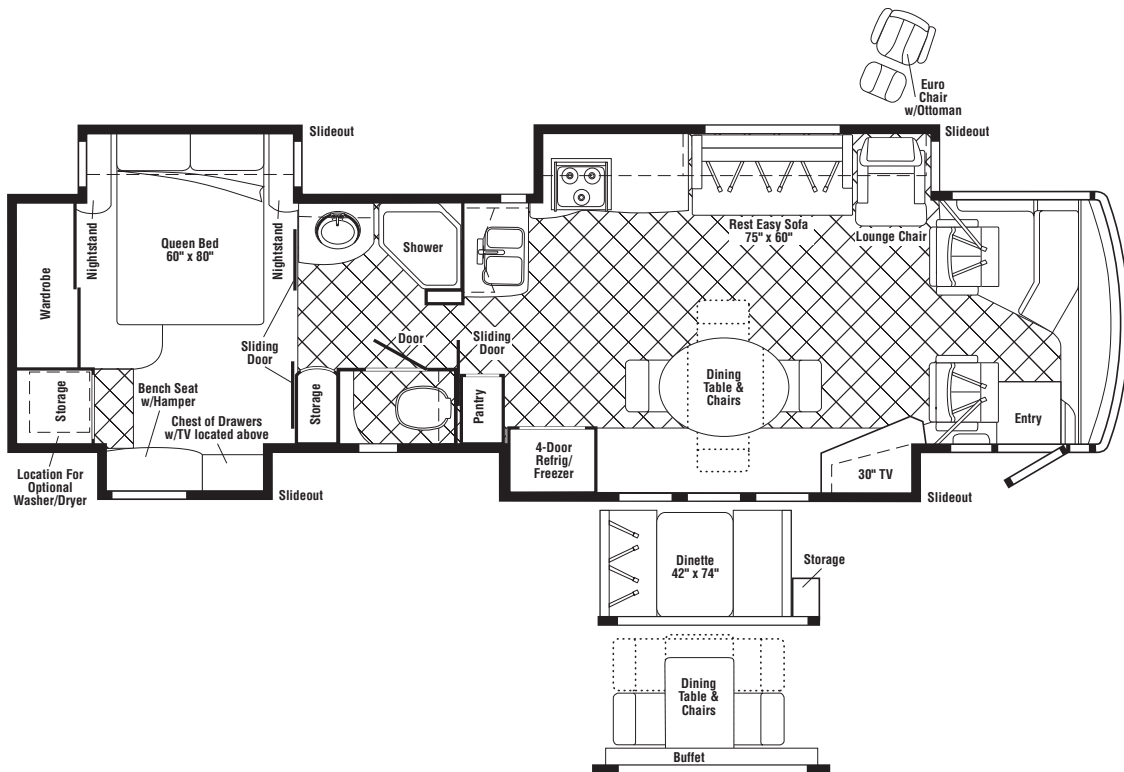 Euro
Chair
w/Ottoman
Slideout
Slideout
Nightstand
Queen Bed
60" x 80"
Nightstand
Shower
Rest Easy Sofa
75" x 60"
Lounge Chair
Wardrobe
Sliding
Door
Door
Sliding
Door
Dining
Table &
Chairs
Storage
Bench Seat
w/Hamper
Chest of Drawers
w/TV located above
Storage
Pantry
Entry
4-Door
Refrig/
Freezer
30" TV
Location For
Optional
Washer/Dryer
Slideout
Slideout
Dinette
42" x 74"
Storage
Dining
Table &
Chairs
Buffet